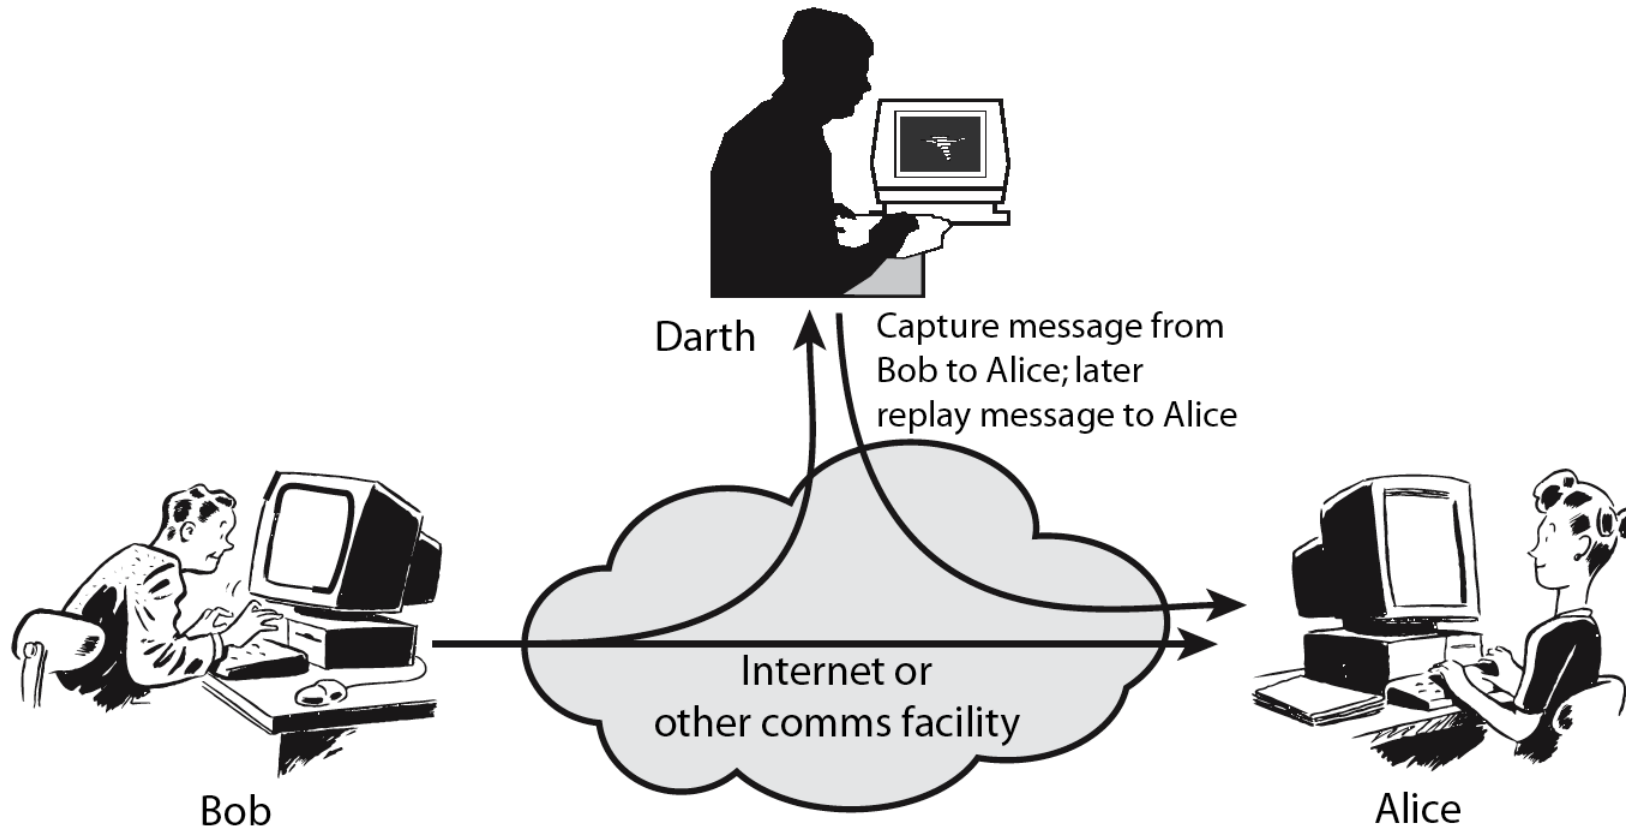 Darth
Capture message from
Bob to Alice; later
replay message to Alice
Internet or
other comms facility
Bob
Alice